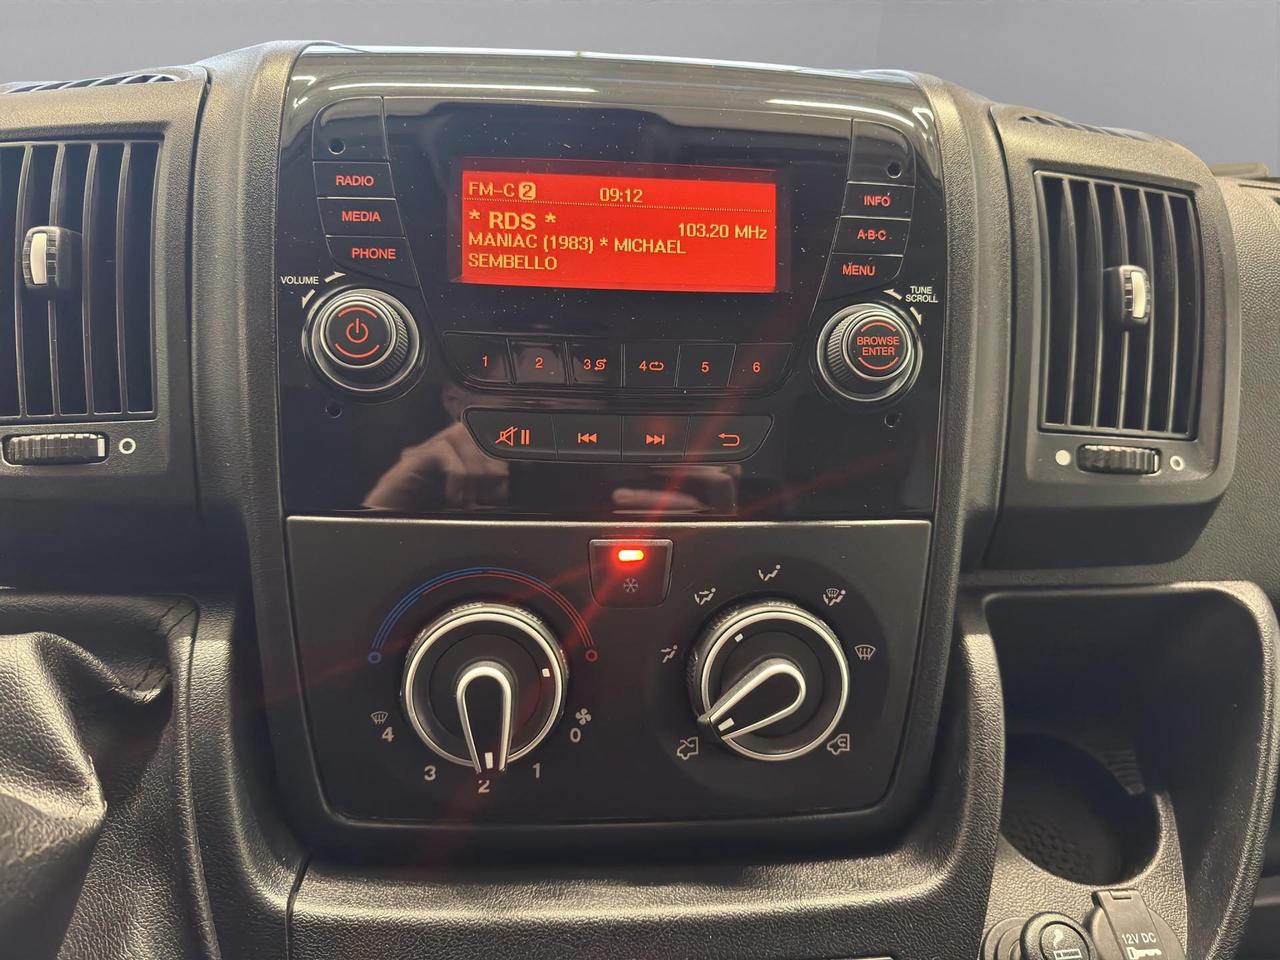 RADIO
MEDIA
PHONE
VOLUME
FM-C 2 09:12
* RDS * 103.20 MHz
MANIAC (1983) * MICHAEL
SEMBELLO
INFO
A·B·C
MENU
TUNE
SCROLL
BROWSE
ENTER
1 2 3 4 5 6
4 3 2 1 0
12V DC